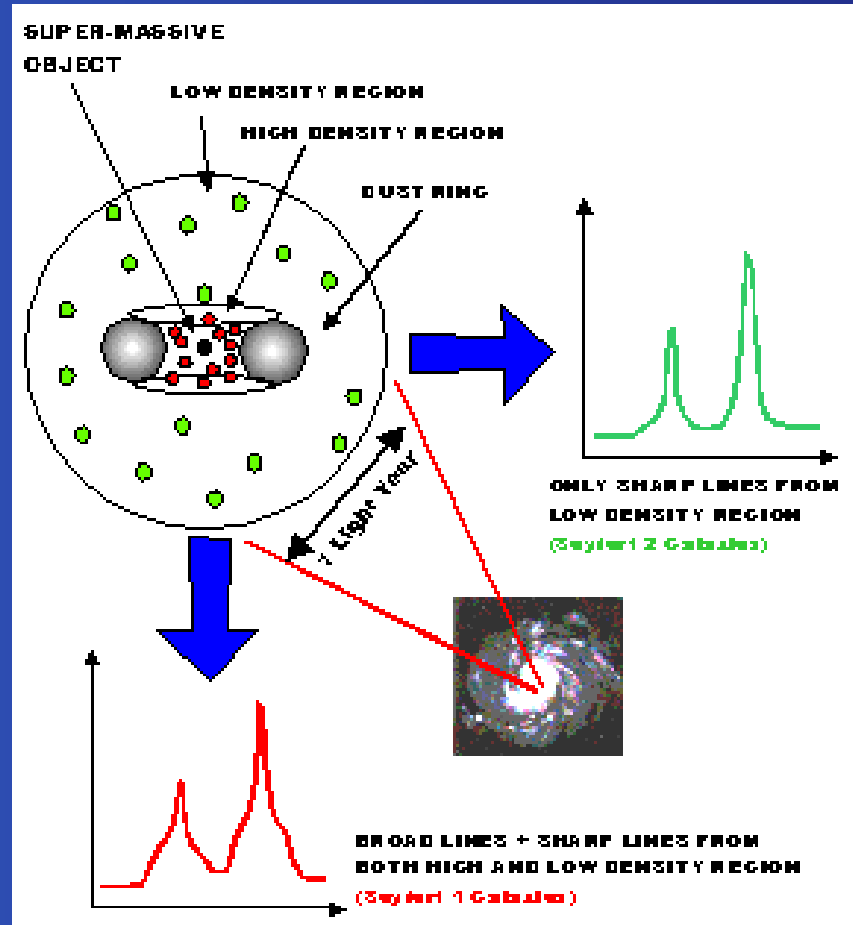 SUPER-MASSIVE
OBJECT
LOW DENSITY REGION
HIGH DENSITY REGION
DUST RING
1 Light Year
ONLY SHARP LINES FROM
LOW DENSITY REGION
(Seyfert 2 Galaxies)
BROAD LINES + SHARP LINES FROM
BOTH HIGH AND LOW DENSITY REGION
(Seyfert 1 Galaxies)